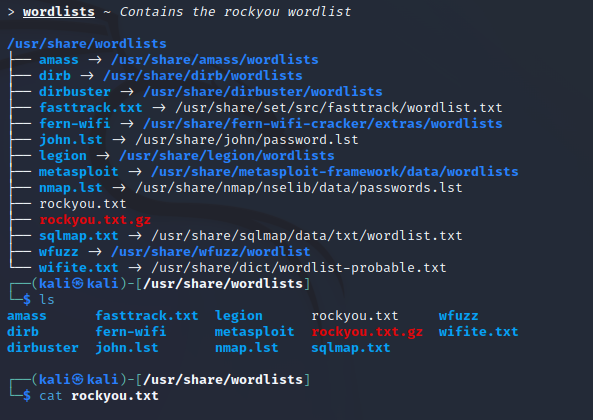 > wordlists ~ Contains the rockyou wordlist
/usr/share/wordlists
├── amass → /usr/share/amass/wordlists
├── dirb → /usr/share/dirb/wordlists
├── dirbuster → /usr/share/dirbuster/wordlists
├── fasttrack.txt → /usr/share/set/src/fasttrack/wordlist.txt
├── fern-wifi → /usr/share/fern-wifi-cracker/extras/wordlists
├── john.lst → /usr/share/john/password.lst
├── legion → /usr/share/legion/wordlists
├── metasploit → /usr/share/metasploit-framework/data/wordlists
├── nmap.lst → /usr/share/nmap/nselib/data/passwords.lst
├── rockyou.txt
├── rockyou.txt.gz
├── sqlmap.txt → /usr/share/sqlmap/data/txt/wordlist.txt
├── wfuzz → /usr/share/wfuzz/wordlist
└── wifite.txt → /usr/share/dict/wordlist-probable.txt
┌──(kali㉿kali)-[/usr/share/wordlists]
└─$ ls
amass fasttrack.txt legion rockyou.txt wfuzz
dirb fern-wifi metasploit rockyou.txt.gz wifite.txt
dirbuster john.lst nmap.lst sqlmap.txt
┌──(kali㉿kali)-[/usr/share/wordlists]
└─$ cat rockyou.txt